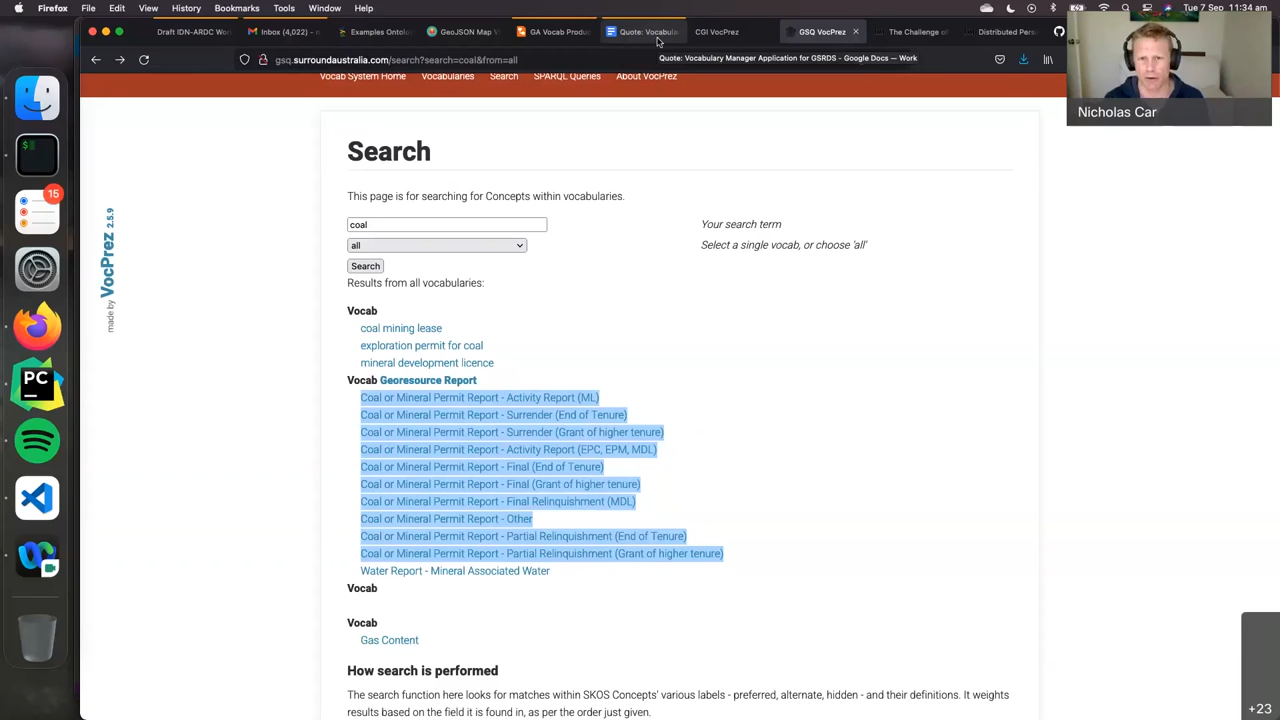 Firefox File Edit View History Bookmarks Tools Window Help
11:34 am
Draft IDN-ARDC Wor
Inbox (4,022) - n
Examples Ontolo
GeoJSON Map Vi
GA Vocab Produc
Quote: Vocabular
CGI VocPrez
GSQ VocPrez
The Challenge of
Distributed Persis
gsq.surroundaustralia.com/search?search=coal&from=all
Quote: Vocabulary Manager Application for GSRDS - Google Docs — Work
Vocab System Home Vocabularies Search SPARQL Queries About VocPrez
Nicholas Car
15
PC
made by VocPrez 2.5.9
Search
This page is for searching for Concepts within vocabularies.
coal Your search term
all Select a single vocab, or choose 'all'
Search
Results from all vocabularies:
Vocab
coal mining lease
exploration permit for coal
mineral development licence
Vocab Georesource Report
Coal or Mineral Permit Report - Activity Report (ML)
Coal or Mineral Permit Report - Surrender (End of Tenure)
Coal or Mineral Permit Report - Surrender (Grant of higher tenure)
Coal or Mineral Permit Report - Activity Report (EPC, EPM, MDL)
Coal or Mineral Permit Report - Final (End of Tenure)
Coal or Mineral Permit Report - Final (Grant of higher tenure)
Coal or Mineral Permit Report - Final Relinquishment (MDL)
Coal or Mineral Permit Report - Other
Coal or Mineral Permit Report - Partial Relinquishment (End of Tenure)
Coal or Mineral Permit Report - Partial Relinquishment (Grant of higher tenure)
Water Report - Mineral Associated Water
Vocab
Vocab
Gas Content
How search is performed
The search function here looks for matches within SKOS Concepts' various labels - preferred, alternate, hidden - and their definitions. It weights
results based on the field it is found in, as per the order just given.
+23